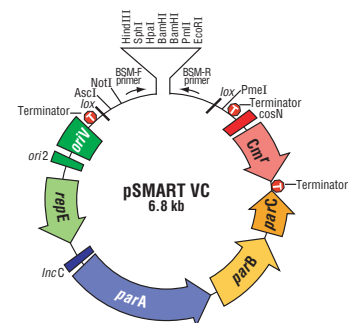 HindIII
SphI
HpaI
BamHI
BamHI
PmlI
EcoRI
BSM-F
primer
BSM-R
primer
NotI
AscI
lox
lox
PmeI
Terminator
T
T
Terminator
cosN
oriV
Cmʳ
ori2
T
Terminator
pSMART VC
6.8 kb
repE
parC
IncC
parB
parA